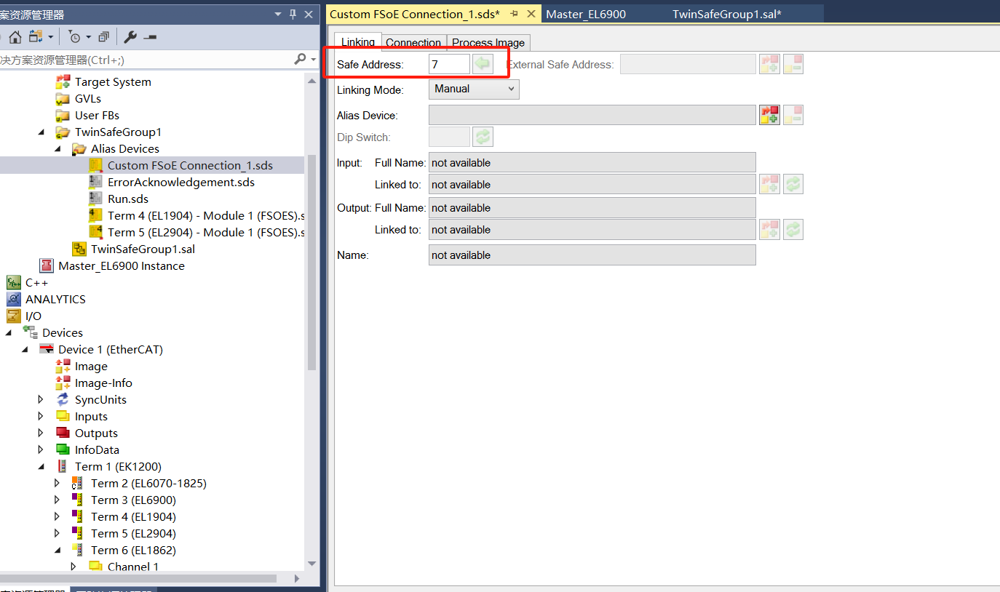 案资源管理器
决方案资源管理器(Ctrl+;)
Target System
GVLs
User FBs
TwinSafeGroup1
Alias Devices
Custom FSoE Connection_1.sds
ErrorAcknowledgement.sds
Run.sds
Term 4 (EL1904) - Module 1 (FSOES).s
Term 5 (EL2904) - Module 1 (FSOES).s
TwinSafeGroup1.sal
Master_EL6900 Instance
C++
ANALYTICS
I/O
Devices
Device 1 (EtherCAT)
Image
Image-Info
SyncUnits
Inputs
Outputs
InfoData
Term 1 (EK1200)
Term 2 (EL6070-1825)
Term 3 (EL6900)
Term 4 (EL1904)
Term 5 (EL2904)
Term 6 (EL1862)
Channel 1
Custom FSoE Connection_1.sds* Master_EL6900 TwinSafeGroup1.sal*
Linking Connection Process Image
Safe Address: 7 External Safe Address:
Linking Mode: Manual
Alias Device:
Dip Switch:
Input: Full Name: not available
Linked to: not available
Output: Full Name: not available
Linked to: not available
Name: not available